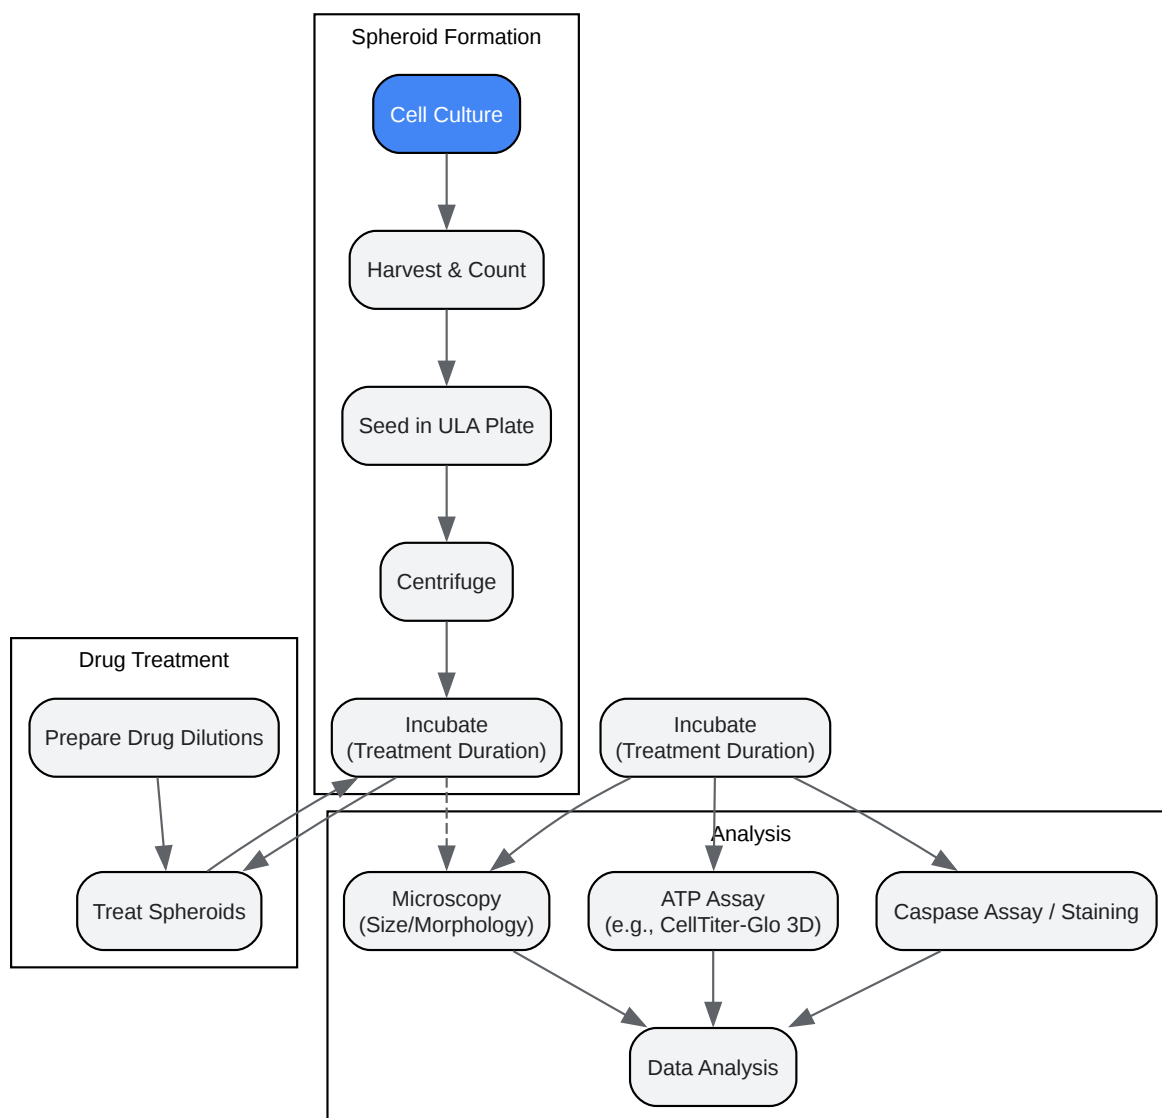 Spheroid Formation
Cell Culture
Harvest & Count
Seed in ULA Plate
Centrifuge
Drug Treatment
Prepare Drug Dilutions
Incubate
(Treatment Duration)
Incubate
(Treatment Duration)
Analysis
Treat Spheroids
Microscopy
(Size/Morphology)
ATP Assay
(e.g., CellTiter-Glo 3D)
Caspase Assay / Staining
Data Analysis